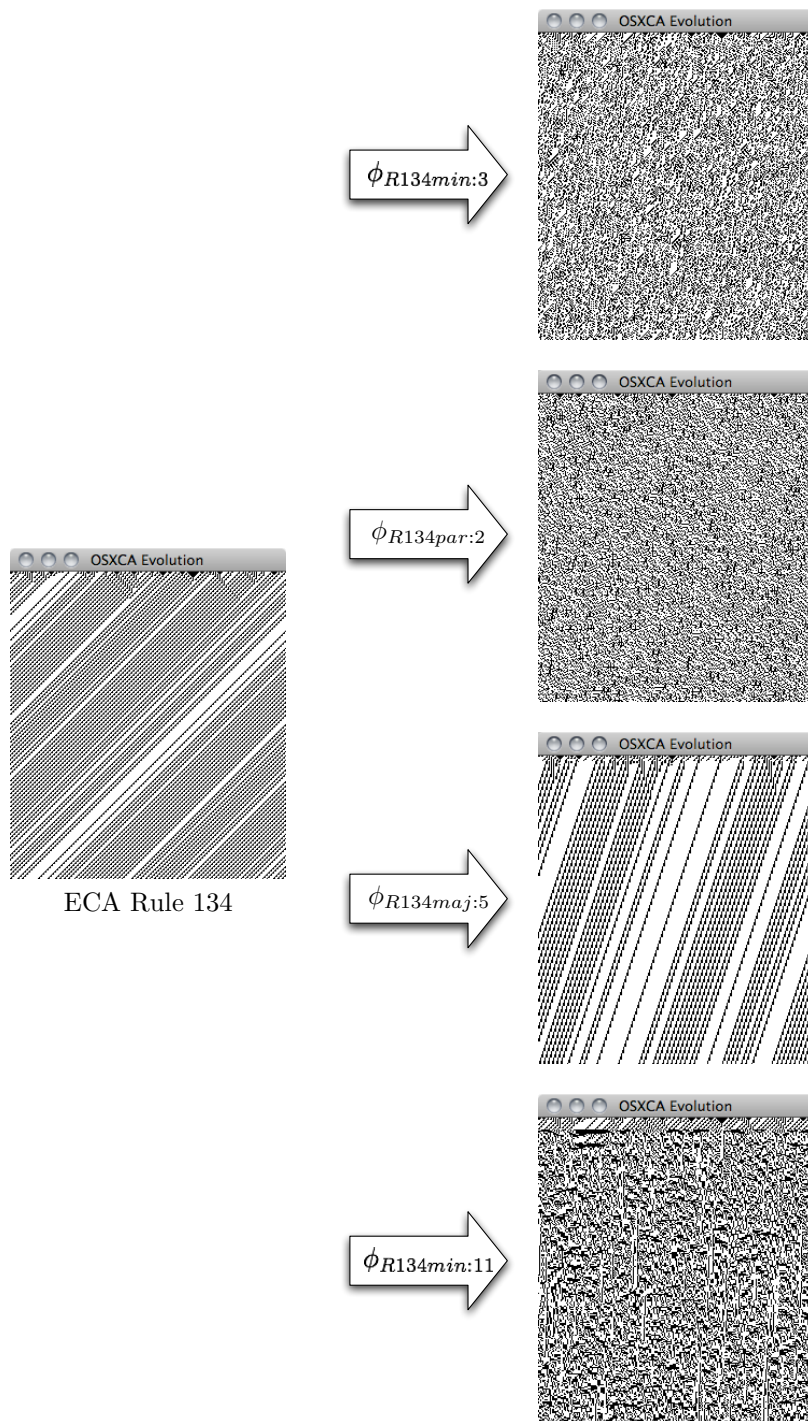 OSXCA Evolution
ϕR134min:3
OSXCA Evolution
ϕR134par:2
OSXCA Evolution
ECA Rule 134
OSXCA Evolution
ϕR134maj:5
OSXCA Evolution
ϕR134min:11